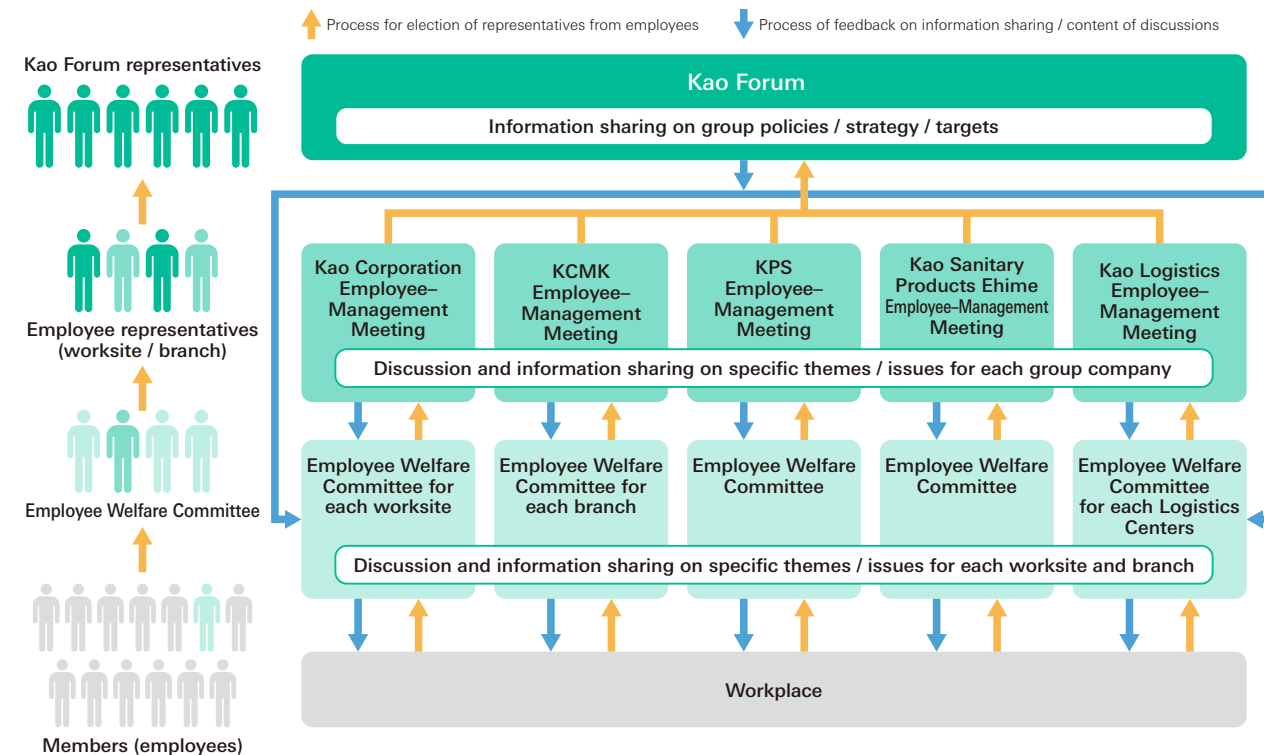 Process for election of representatives from employees
Process of feedback on information sharing / content of discussions
Kao Forum representatives
Employee representatives
(worksite / branch)
Employee Welfare Committee
Members (employees)
Kao Forum
Information sharing on group policies / strategy / targets
Kao Corporation
Employee–
Management
Meeting
KCMK
Employee–
Management
Meeting
KPS
Employee–
Management
Meeting
Kao Sanitary
Products Ehime
Employee–Management
Meeting
Kao Logistics
Employee–
Management
Meeting
Discussion and information sharing on specific themes / issues for each group company
Employee Welfare
Committee for
each worksite
Employee Welfare
Committee for
each branch
Employee Welfare
Committee
Employee Welfare
Committee
Employee Welfare
Committee
for each Logistics
Centers
Discussion and information sharing on specific themes / issues for each worksite and branch
Workplace